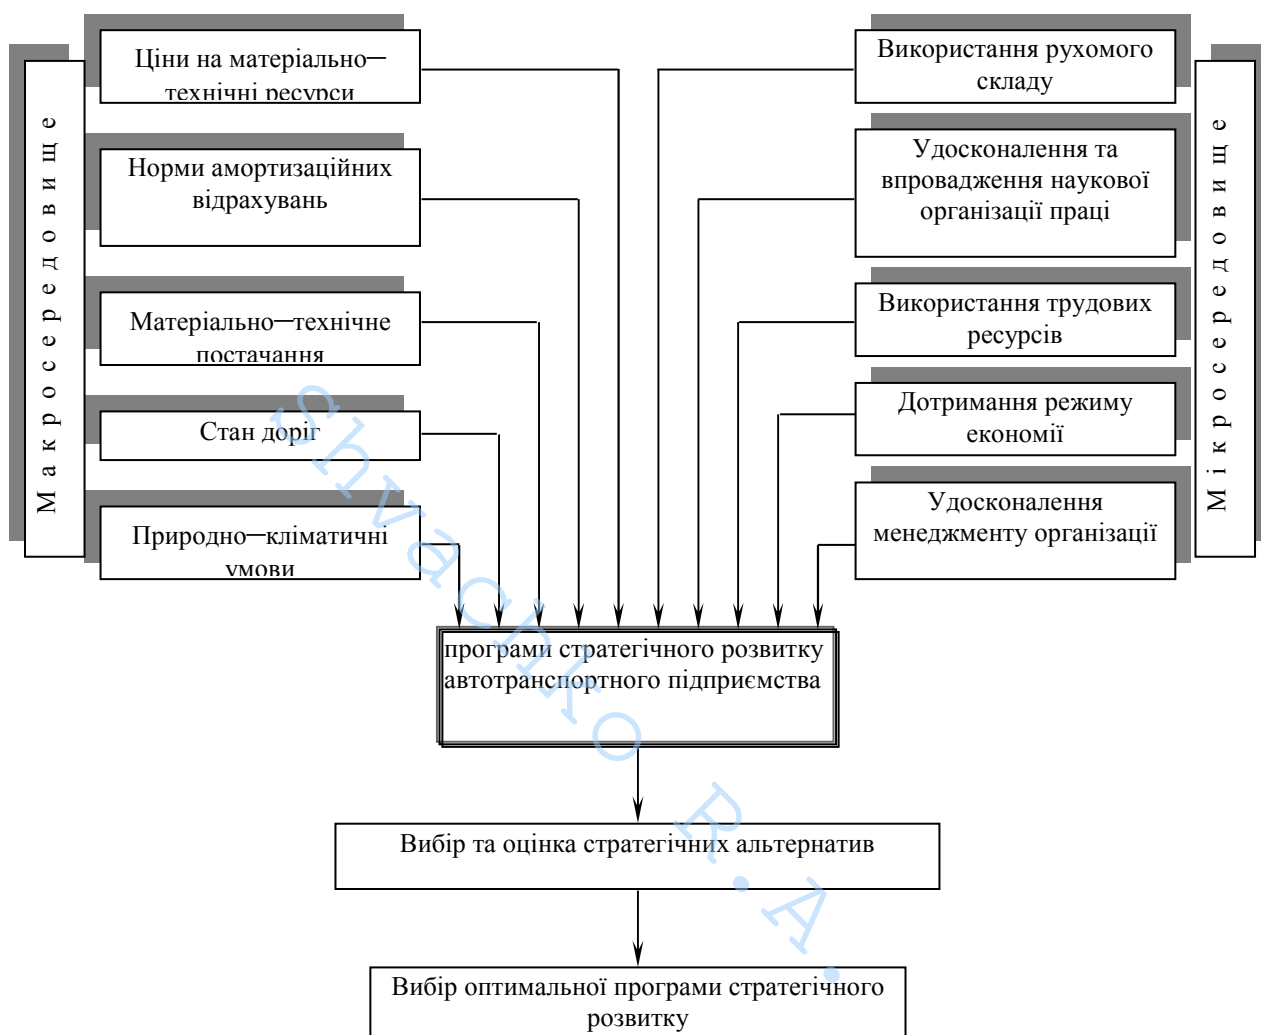 Макросередовище
Ціни на матеріально—
технічні ресурси
Норми амортизаційних
відрахувань
Матеріально—технічне
постачання
Стан доріг
Природно—кліматичні
умови
Використання рухомого
складу
Удосконалення та
впровадження наукової
організації праці
Використання трудових
ресурсів
Дотримання режиму
економії
Удосконалення
менеджменту організації
Мікросередовище
програми стратегічного розвитку
автотранспортного підприємства
Вибір та оцінка стратегічних альтернатив
Вибір оптимальної програми стратегічного
розвитку
Shvachko R.A.